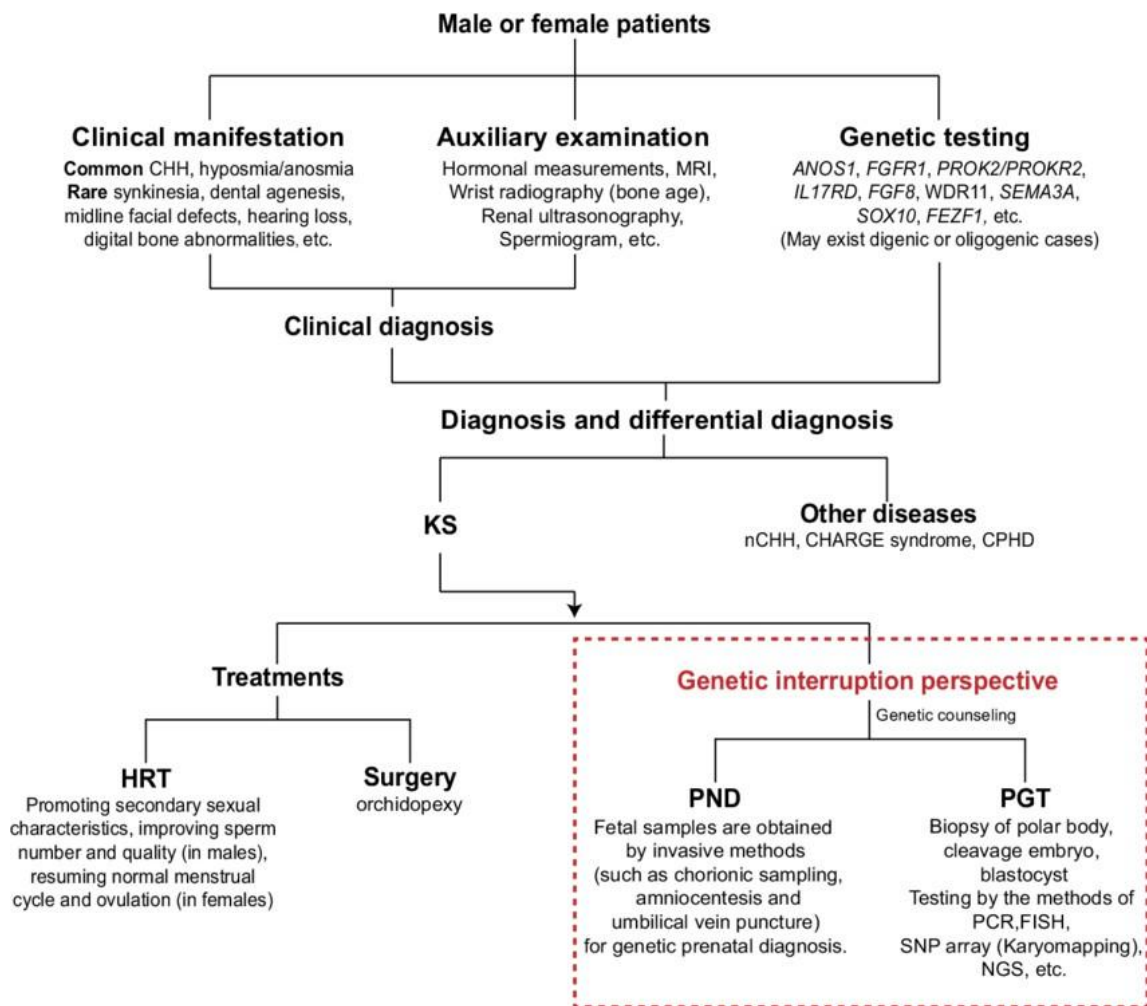 Male or female patients
Clinical manifestation
Common CHH, hyposmia/anosmia
Rare synkinesia, dental agenesis,
midline facial defects, hearing loss,
digital bone abnormalities, etc.
Auxiliary examination
Hormonal measurements, MRI,
Wrist radiography (bone age),
Renal ultrasonography,
Spermiogram, etc.
Genetic testing
ANOS1, FGFR1, PROK2/PROKR2,
IL17RD, FGF8, WDR11, SEMA3A,
SOX10, FEZF1, etc.
(May exist digenic or oligogenic cases)
Clinical diagnosis
Diagnosis and differential diagnosis
KS
Other diseases
nCHH, CHARGE syndrome, CPHD
Treatments
HRT
Promoting secondary sexual
characteristics, improving sperm
number and quality (in males),
resuming normal menstrual
cycle and ovulation (in females)
Surgery
orchidopexy
Genetic interruption perspective
Genetic counseling
PND
Fetal samples are obtained
by invasive methods
(such as chorionic sampling,
amniocentesis and
umbilical vein puncture)
for genetic prenatal diagnosis.
PGT
Biopsy of polar body,
cleavage embryo,
blastocyst
Testing by the methods of
PCR,FISH,
SNP array (Karyomapping),
NGS, etc.